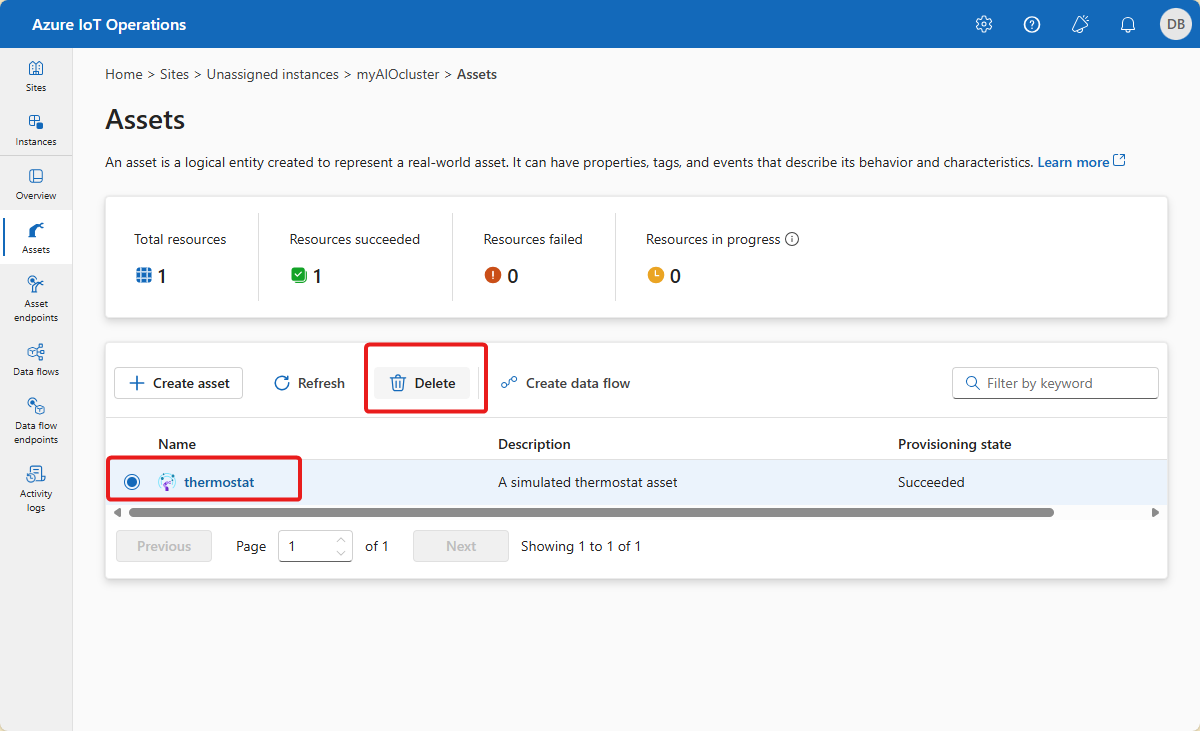 Azure IoT Operations
DB
Sites
Instances
Overview
Assets
Asset
endpoints
Data flows
Data flow
endpoints
Activity
logs
Home > Sites > Unassigned instances > myAIOcluster > Assets
Assets
An asset is a logical entity created to represent a real-world asset. It can have properties, tags, and events that describe its behavior and characteristics. Learn more
Total resources
1
Resources succeeded
1
Resources failed
0
Resources in progress
0
Create asset
Refresh
Delete
Create data flow
Filter by keyword
Name Description Provisioning state
thermostat A simulated thermostat asset Succeeded
Previous Page 1 of 1 Next Showing 1 to 1 of 1